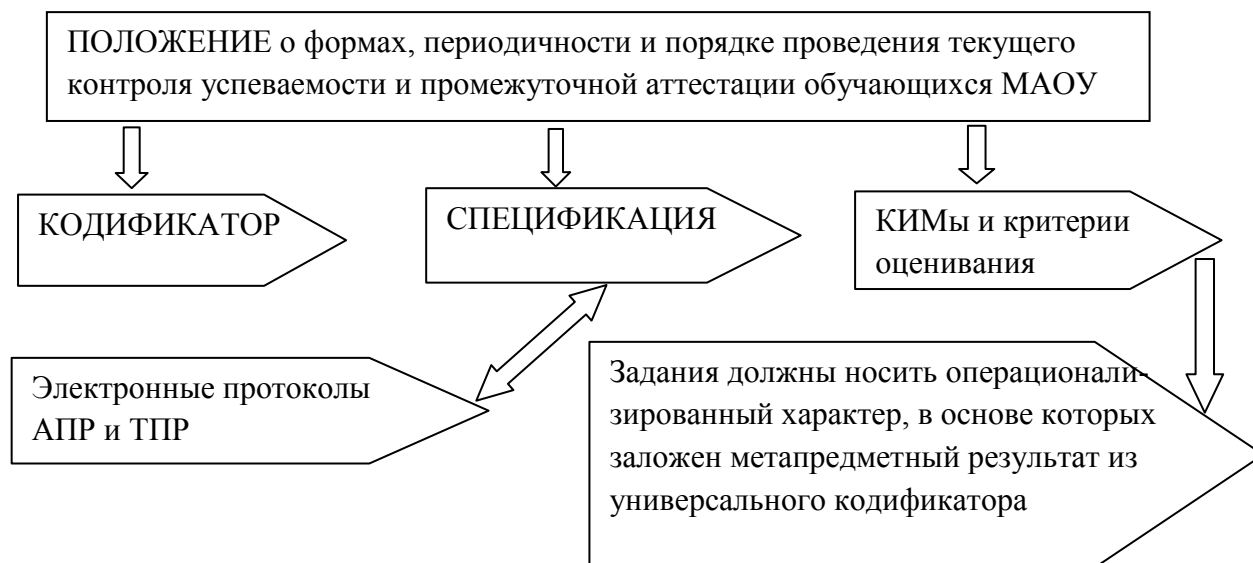 ПОЛОЖЕНИЕ о формах, периодичности и порядке проведения текущего
контроля успеваемости и промежуточной аттестации обучающихся МАОУ
КОДИФИКАТОР
СПЕЦИФИКАЦИЯ
КИМы и критерии
оценивания
Электронные протоколы
АПР и ТПР
Задания должны носить операционали-
зированный характер, в основе которых
заложен метапредметный результат из
универсального кодификатора